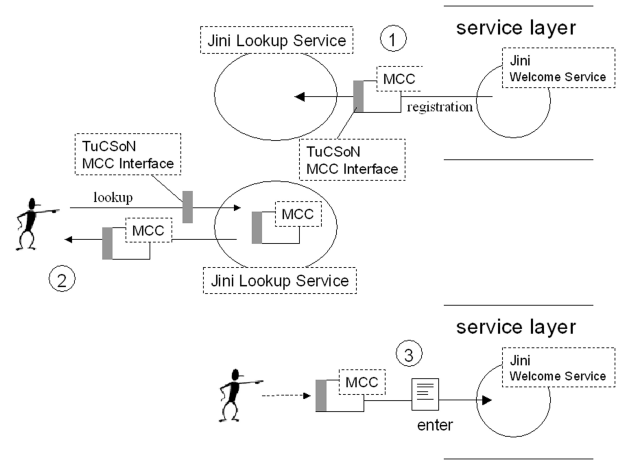 service layer
Jini Lookup Service
1
Jini
Welcome Service
MCC
registration
TuCSoN
MCC Interface
TuCSoN
MCC Interface
lookup
MCC
MCC
2
Jini Lookup Service
service layer
3
Jini
Welcome Service
MCC
enter